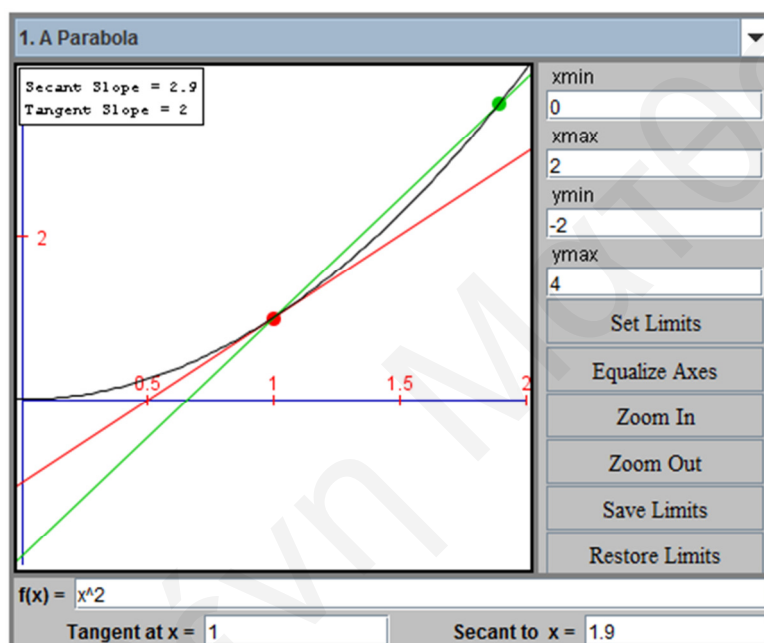 1. A Parabola
Secant Slope = 2.9
Tangent Slope = 2
2
0.5
1
1.5
2
xmin
0
xmax
2
ymin
-2
ymax
4
Set Limits
Equalize Axes
Zoom In
Zoom Out
Save Limits
Restore Limits
f(x) = x^2
Tangent at x = 1 Secant to x = 1.9